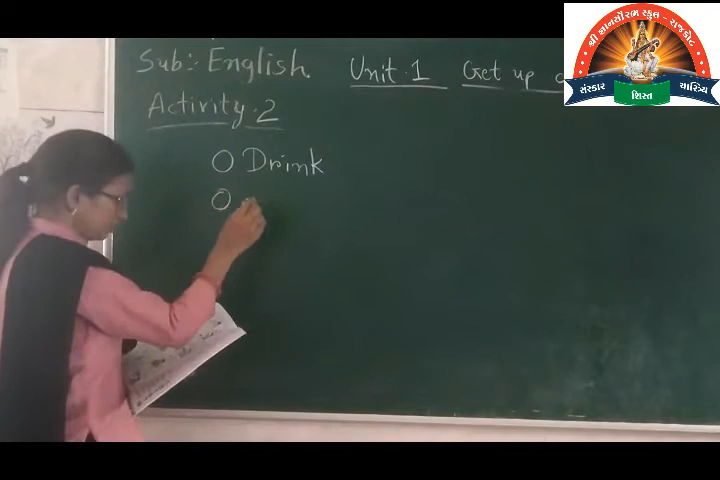 શ્રી જ્ઞાનસૌરભ સ્કૂલ - રાજકોટ
સંસ્કાર
શિસ્ત
ચારિત્ર્ય
Sub:- English. Unit. 1 Get up
Activity. 2
O Drink
O